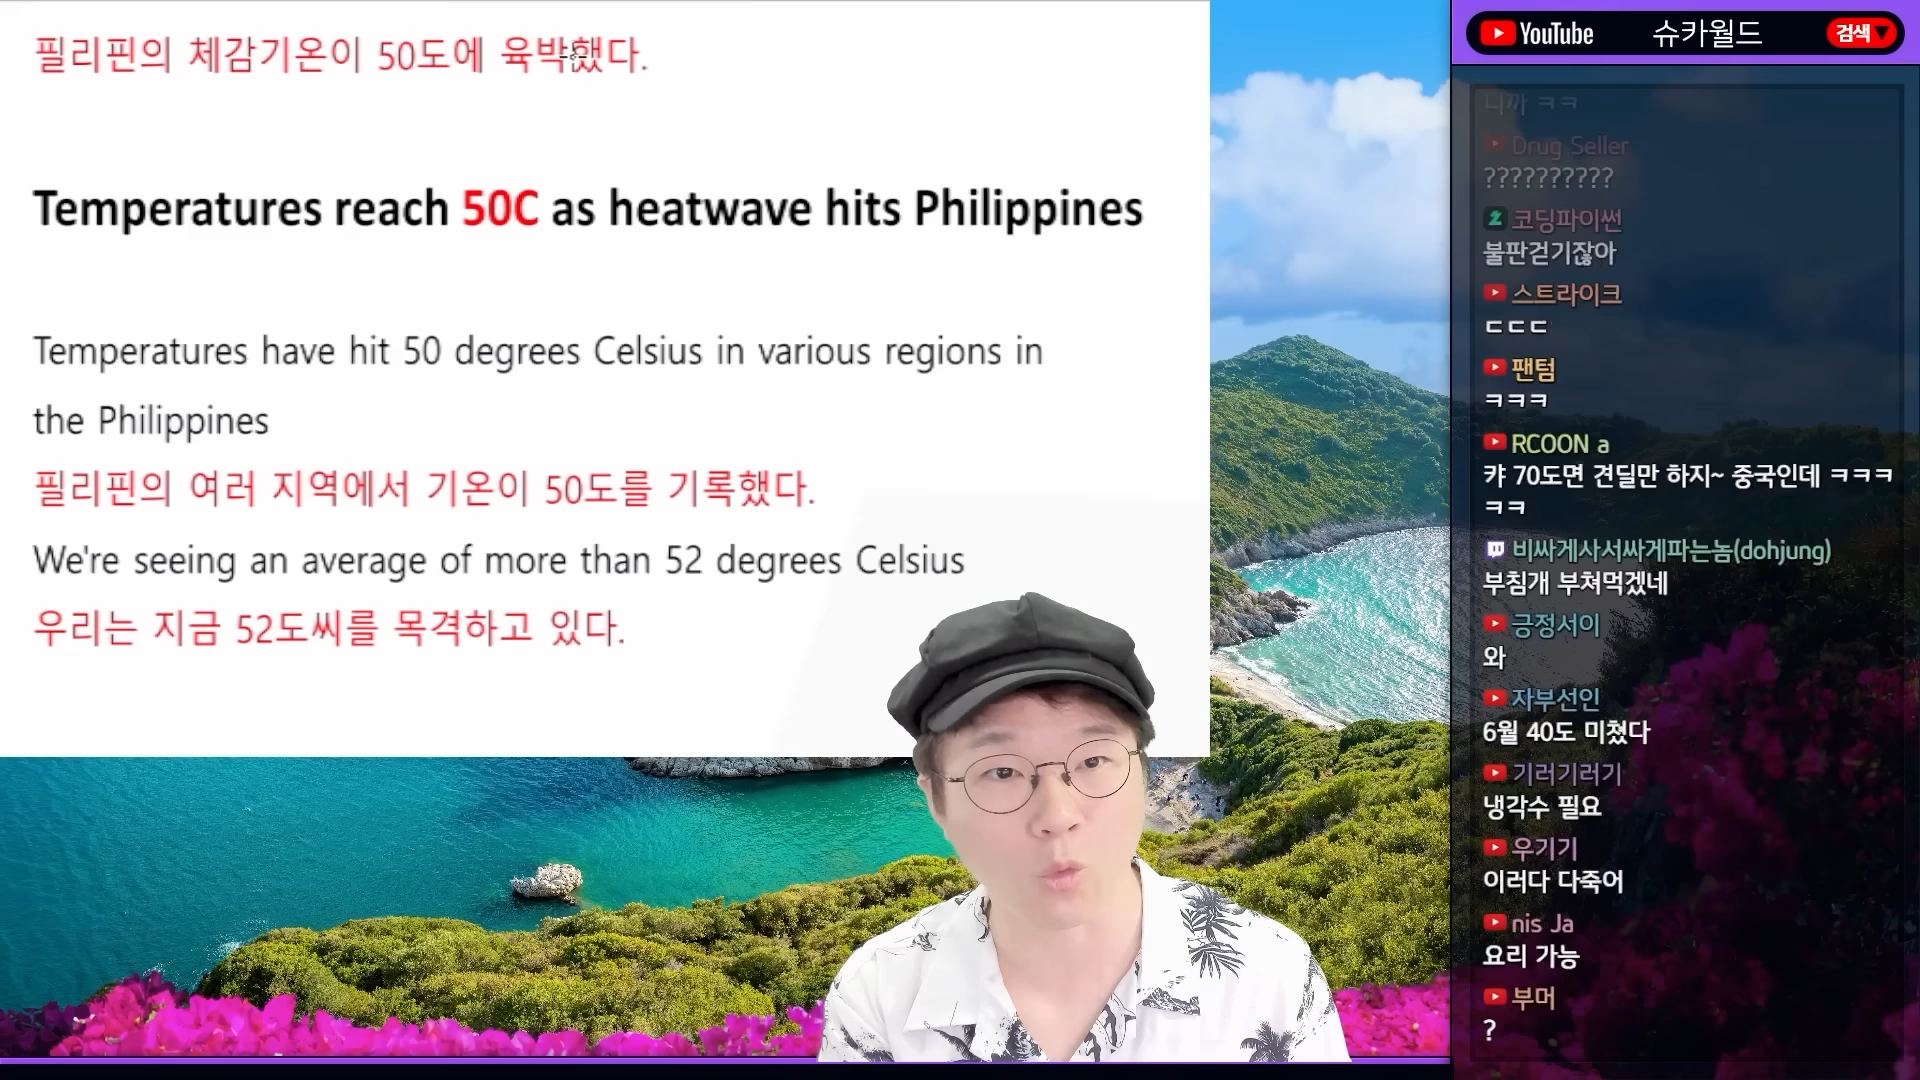 필리핀의 체감기온이 50도에 육박했다.
Temperatures reach 50C as heatwave hits Philippines
Temperatures have hit 50 degrees Celsius in various regions in
the Philippines
필리핀의 여러 지역에서 기온이 50도를 기록했다.
We're seeing an average of more than 52 degrees Celsius
우리는 지금 52도씨를 목격하고 있다.
YouTube 슈카월드 검색
니까 ㅋㅋ
Drug Seller
??????????
코딩파이썬
불판걷기잖아
스트라이크
ㄷㄷㄷ
팬텀
ㅋㅋㅋ
RCOON a
캬 70도면 견딜만 하지~ 중국인데 ㅋㅋㅋ
ㅋㅋ
비싸게사서싸게파는놈(dohjung)
부침개 부쳐먹겠네
긍정서이
와
자부선인
6월 40도 미쳤다
기러기러기
냉각수 필요
우기기
이러다 다죽어
nis Ja
요리 가능
부머
?